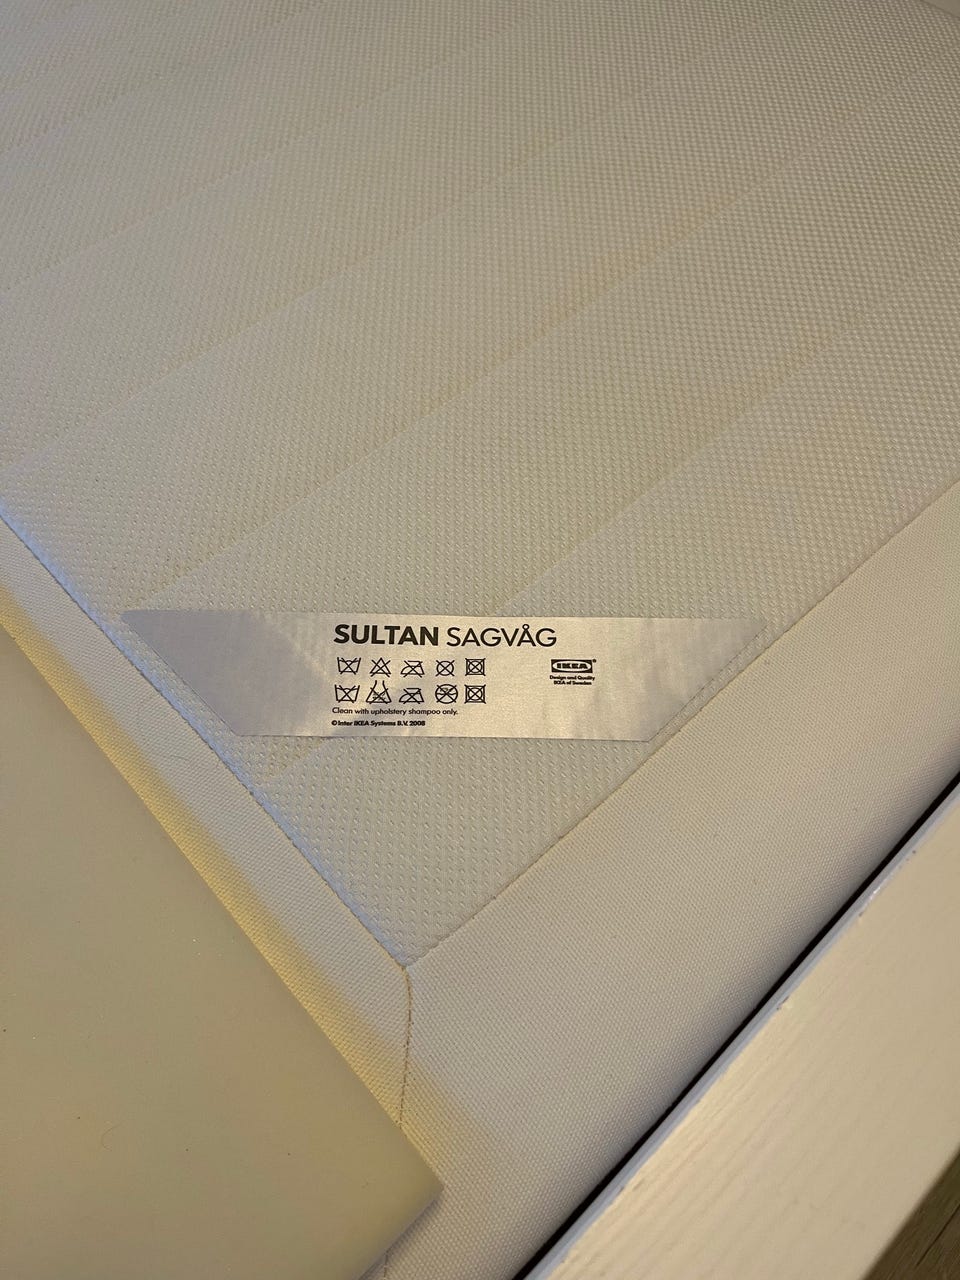 SULTAN SAGVÅG
IKEA®
Design and Quality
IKEA of Sweden
Clean with upholstery shampoo only.
© Inter IKEA Systems B.V. 2008